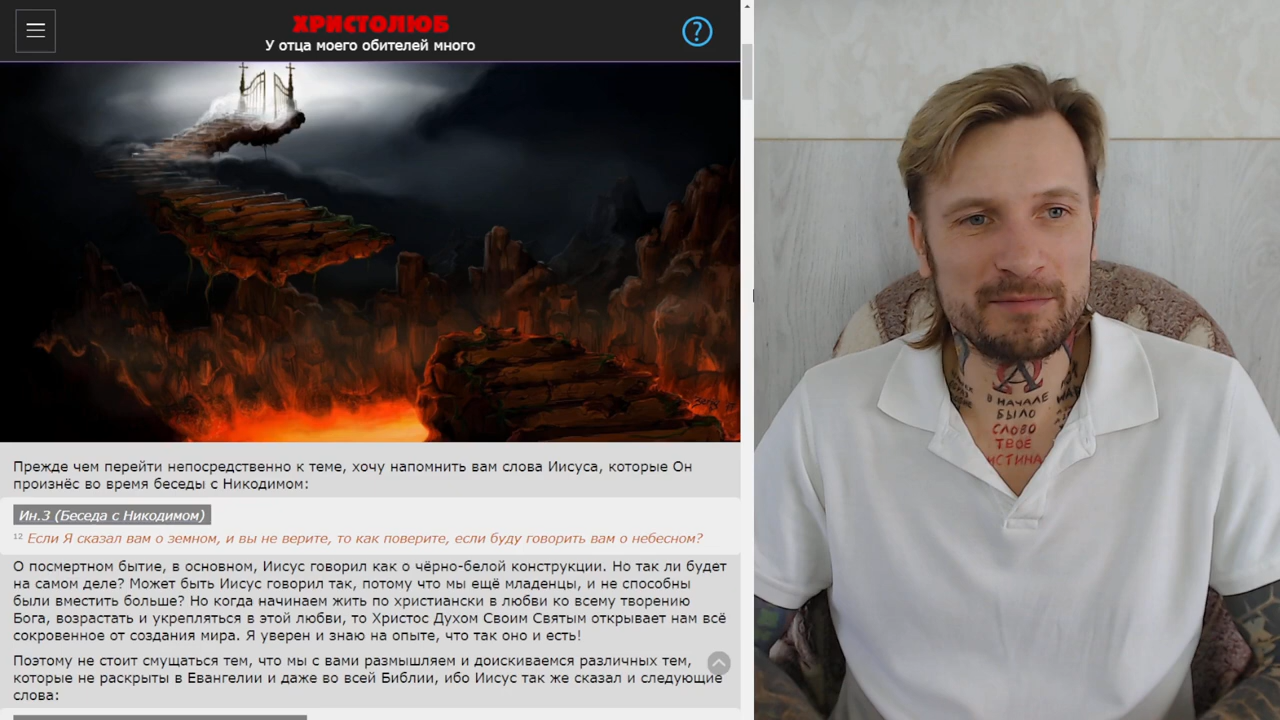 ХРИСТОЛЮБ
У отца моего обителей много
?
Прежде чем перейти непосредственно к теме, хочу напомнить вам слова Иисуса, которые Он
произнёс во время беседы с Никодимом:
Ин.3 (Беседа с Никодимом)
12 Если Я сказал вам о земном, и вы не верите, то как поверите, если буду говорить вам о небесном?
О посмертном бытие, в основном, Иисус говорил как о чёрно-белой конструкции. Но так ли будет
на самом деле? Может быть Иисус говорил так, потому что мы ещё младенцы, и не способны
были вместить больше? Но когда начинаем жить по христиански в любви ко всему творению
Бога, возрастать и укрепляться в этой любви, то Христос Духом Своим Святым открывает нам всё
сокровенное от создания мира. Я уверен и знаю на опыте, что так оно и есть!
Поэтому не стоит смущаться тем, что мы с вами размышляем и доискиваемся различных тем,
которые не раскрыты в Евангелии и даже во всей Библии, ибо Иисус так же сказал и следующие
слова:
В НАЧАЛЕ
БЫЛО
СЛОВО
ТВОЕ
ИСТИНА